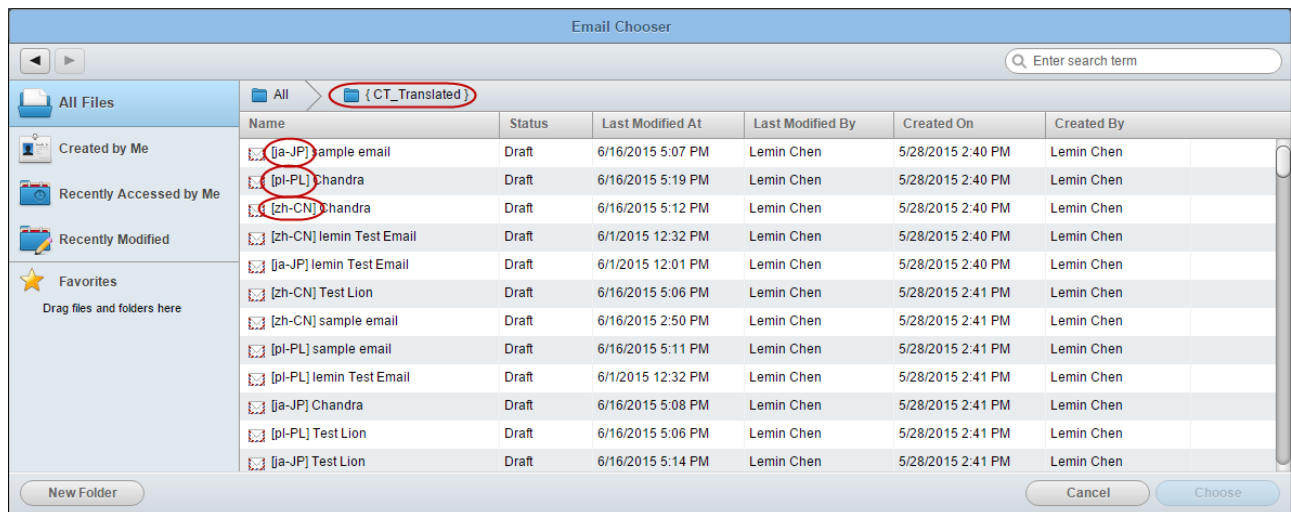 Email Chooser
Enter search term
All Files
Created by Me
Recently Accessed by Me
Recently Modified
Favorites
Drag files and folders here
All { CT_Translated }
Name Status Last Modified At Last Modified By Created On Created By
[ja-JP] sample email Draft 6/16/2015 5:07 PM Lemin Chen 5/28/2015 2:40 PM Lemin Chen
[pl-PL] Chandra Draft 6/16/2015 5:19 PM Lemin Chen 5/28/2015 2:40 PM Lemin Chen
[zh-CN] Chandra Draft 6/16/2015 5:12 PM Lemin Chen 5/28/2015 2:40 PM Lemin Chen
[zh-CN] lemin Test Email Draft 6/1/2015 12:32 PM Lemin Chen 5/28/2015 2:40 PM Lemin Chen
[ja-JP] lemin Test Email Draft 6/1/2015 12:01 PM Lemin Chen 5/28/2015 2:40 PM Lemin Chen
[zh-CN] Test Lion Draft 6/16/2015 5:06 PM Lemin Chen 5/28/2015 2:41 PM Lemin Chen
[zh-CN] sample email Draft 6/16/2015 2:50 PM Lemin Chen 5/28/2015 2:41 PM Lemin Chen
[pl-PL] sample email Draft 6/16/2015 5:11 PM Lemin Chen 5/28/2015 2:41 PM Lemin Chen
[pl-PL] lemin Test Email Draft 6/1/2015 12:32 PM Lemin Chen 5/28/2015 2:41 PM Lemin Chen
[ja-JP] Chandra Draft 6/16/2015 5:08 PM Lemin Chen 5/28/2015 2:41 PM Lemin Chen
[pl-PL] Test Lion Draft 6/16/2015 5:06 PM Lemin Chen 5/28/2015 2:41 PM Lemin Chen
[ja-JP] Test Lion Draft 6/16/2015 5:14 PM Lemin Chen 5/28/2015 2:41 PM Lemin Chen
New Folder Cancel Choose